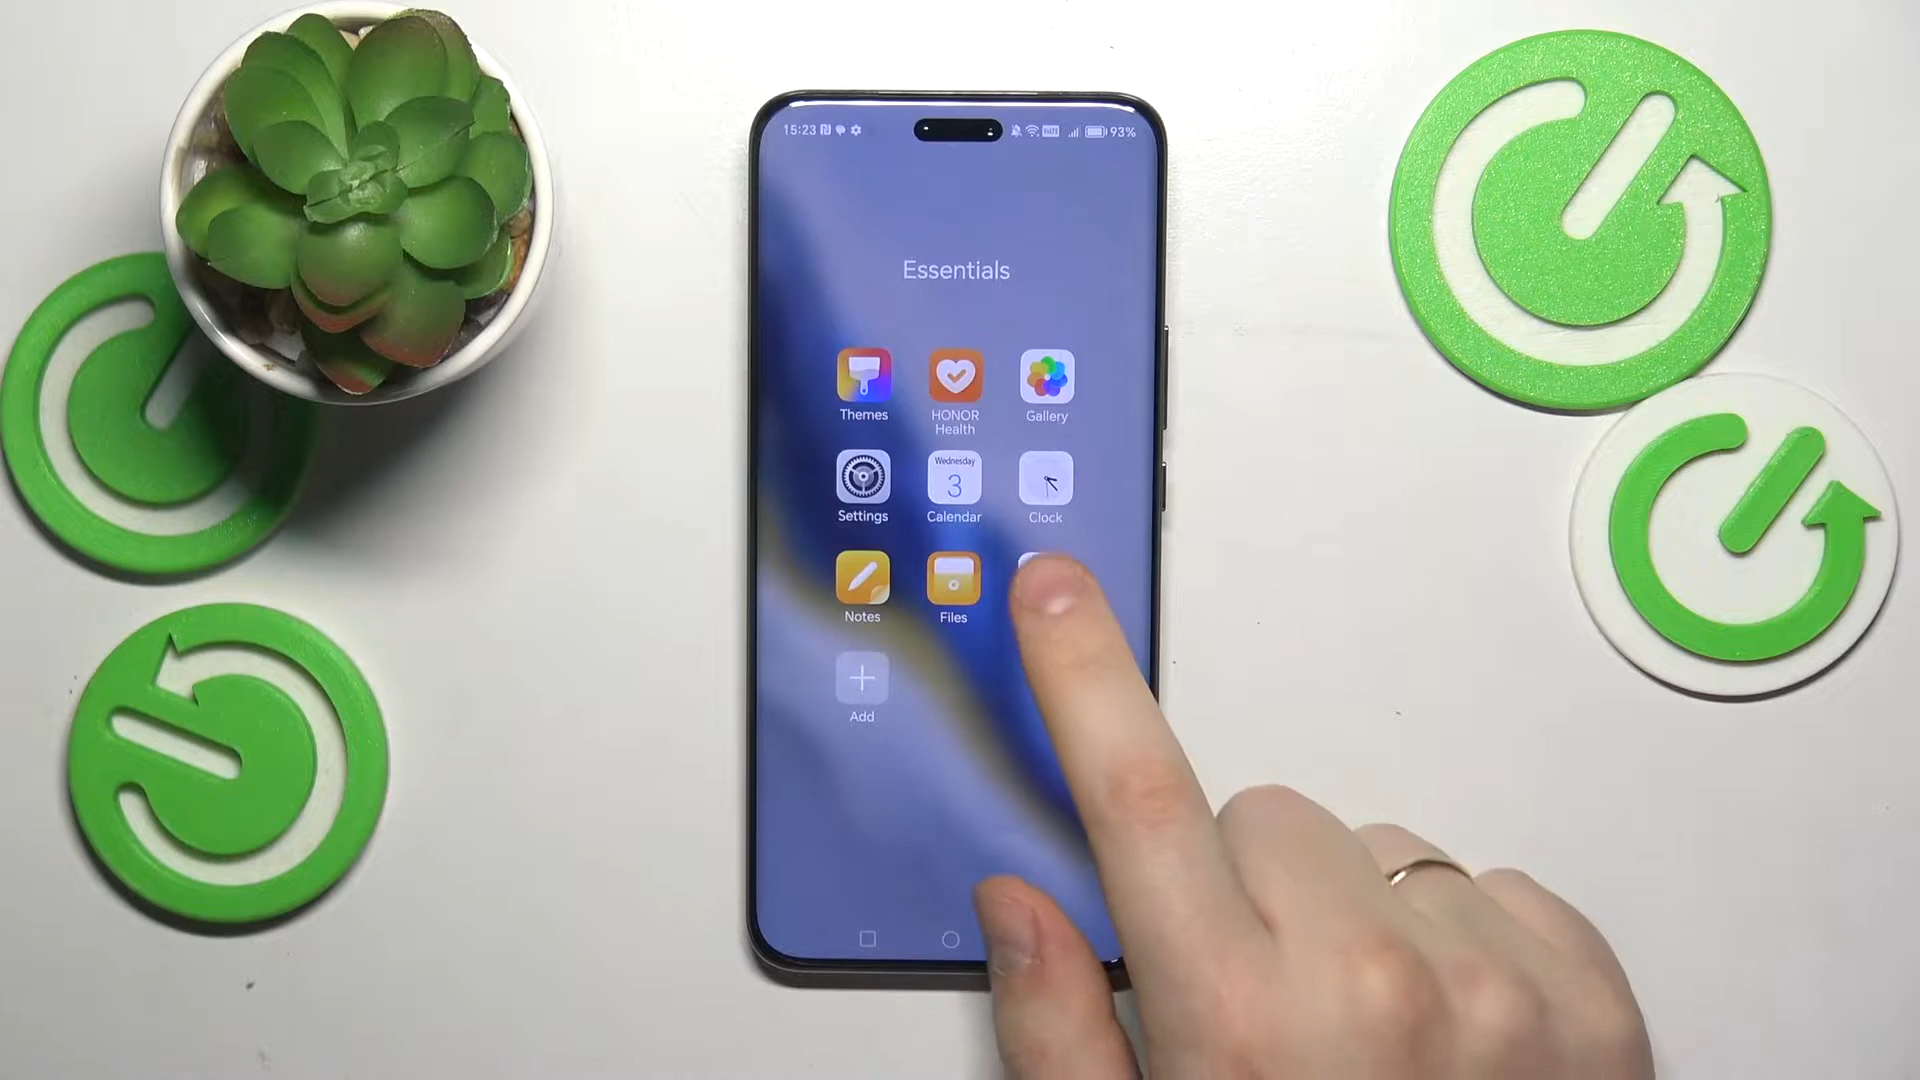 15:23 93%
Essentials
Themes HONOR Health Gallery
Wednesday
3
Settings Calendar Clock
Notes Files
Add